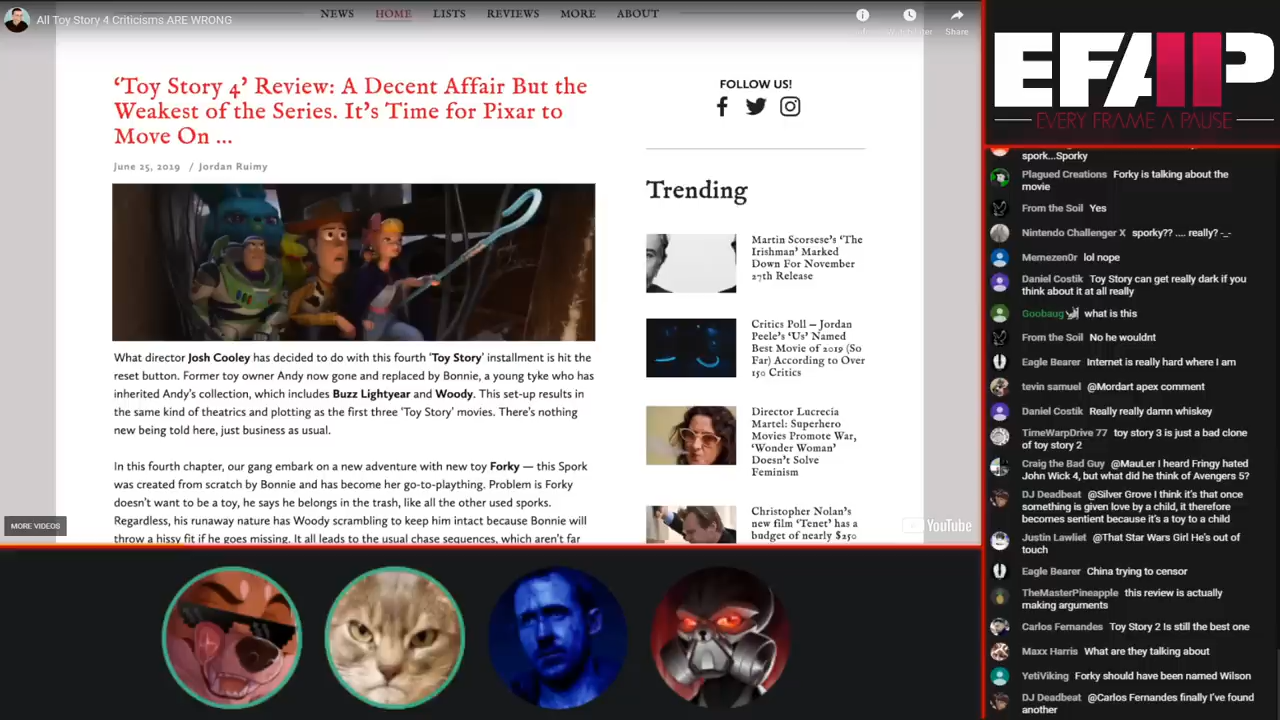 All Toy Story 4 Criticisms ARE WRONG
NEWS HOME LISTS REVIEWS MORE ABOUT
Share
‘Toy Story 4’ Review: A Decent Affair But the
Weakest of the Series. It’s Time for Pixar to
Move On ...
June 25, 2019 / Jordan Ruimy
What director Josh Cooley has decided to do with this fourth ‘Toy Story’ installment is hit the
reset button. Former toy owner Andy now gone and replaced by Bonnie, a young tyke who has
inherited Andy’s collection, which includes Buzz Lightyear and Woody. This set-up results in
the same kind of theatrics and plotting as the first three ‘Toy Story’ movies. There’s nothing
new being told here, just business as usual.
In this fourth chapter, our gang embark on a new adventure with new toy Forky — this Spork
was created from scratch by Bonnie and has become her go-to-plaything. Problem is Forky
doesn’t want to be a toy, he says he belongs in the trash, like all the other used sporks.
Regardless, his runaway nature has Woody scrambling to keep him intact because Bonnie will
throw a hissy fit if he goes missing. It all leads to the usual chase sequences, which aren’t far
MORE VIDEOS
FOLLOW US!
Trending
Martin Scorsese’s ‘The
Irishman’ Marked
Down For November
27th Release
Critics Poll — Jordan
Peele’s ‘Us’ Named
Best Movie of 2019 (So
Far) According to Over
150 Critics
Director Lucrecia
Martel: Superhero
Movies Promote War,
‘Wonder Woman’
Doesn’t Solve
Feminism
Christopher Nolan’s
new film ‘Tenet’ has a
budget of nearly $250
YouTube
EFAP
EVERY FRAME A PAUSE
spork...Sporky
Plagued Creations Forky is talking about the
movie
From the Soil Yes
Nintendo Challenger X sporky?? .... really? -_-
Memezen0r lol nope
Daniel Costik Toy Story can get really dark if you
think about it at all really
Goobaug what is this
From the Soil No he wouldnt
Eagle Bearer Internet is really hard where I am
tevin samuel @Mordart apex comment
Daniel Costik Really really damn whiskey
TimeWarpDrive 77 toy story 3 is just a bad clone
of toy story 2
Craig the Bad Guy @MauLer I heard Fringy hated
John Wick 4, but what did he think of Avengers 5?
DJ Deadbeat @Silver Grove I think it's that once
something is given love by a child, it therefore
becomes sentient because it's a toy to a child
Justin Lawliet @That Star Wars Girl He's out of
touch
Eagle Bearer China trying to censor
TheMasterPineapple this review is actually
making arguments
Carlos Fernandes Toy Story 2 Is still the best one
Maxx Harris What are they talking about
YetiViking Forky should have been named Wilson
DJ Deadbeat @Carlos Fernandes finally I've found
another